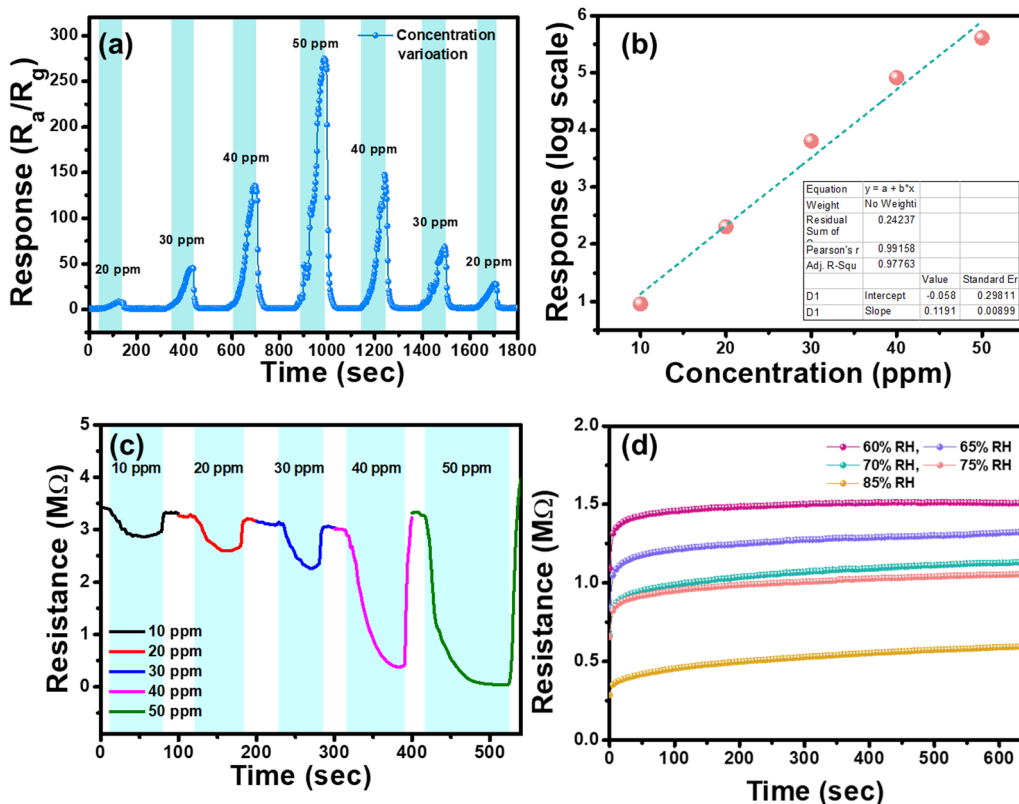 (a)
Concentration
varioation
50 ppm
40 ppm
40 ppm
30 ppm
30 ppm
20 ppm
20 ppm
300
250
200
150
100
50
0
Response (Ra/Rg)
0 200 400 600 800 1000 1200 1400 1600 1800
Time (sec)
(b)
6
5
4
3
2
1
Response (log scale)
Equation y = a + b*x
Weight No Weighti
Residual 0.24237
Sum of
Pearson's r 0.99158
Adj. R-Squ 0.97763
Value Standard Er
D1 Intercept -0.058 0.29811
D1 Slope 0.1191 0.00899
10 20 30 40 50
Concentration (ppm)
(c)
10 ppm 20 ppm 30 ppm 40 ppm 50 ppm
5
4
3
2
1
0
Resistance (MΩ)
10 ppm
20 ppm
30 ppm
40 ppm
50 ppm
0 100 200 300 400 500
Time (sec)
(d)
60% RH, 65% RH
70% RH, 75% RH
85% RH
2.0
1.5
1.0
0.5
0.0
Resistance (MΩ)
0 100 200 300 400 500 600
Time (sec)